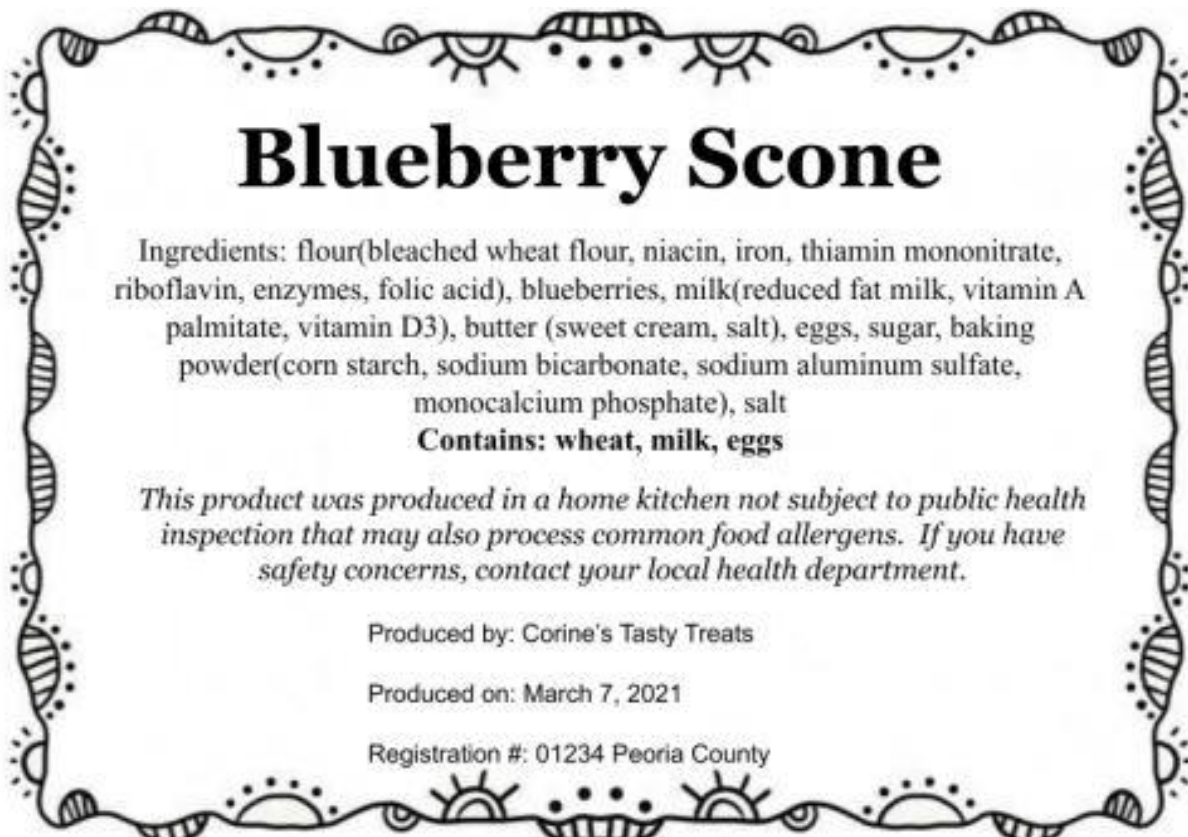 Blueberry Scone
Ingredients: flour(bleached wheat flour, niacin, iron, thiamin mononitrate,
riboflavin, enzymes, folic acid), blueberries, milk(reduced fat milk, vitamin A
palmitate, vitamin D3), butter (sweet cream, salt), eggs, sugar, baking
powder(corn starch, sodium bicarbonate, sodium aluminum sulfate,
monocalcium phosphate), salt
Contains: wheat, milk, eggs
This product was produced in a home kitchen not subject to public health
inspection that may also process common food allergens. If you have
safety concerns, contact your local health department.
Produced by: Corine's Tasty Treats
Produced on: March 7, 2021
Registration #: 01234 Peoria County